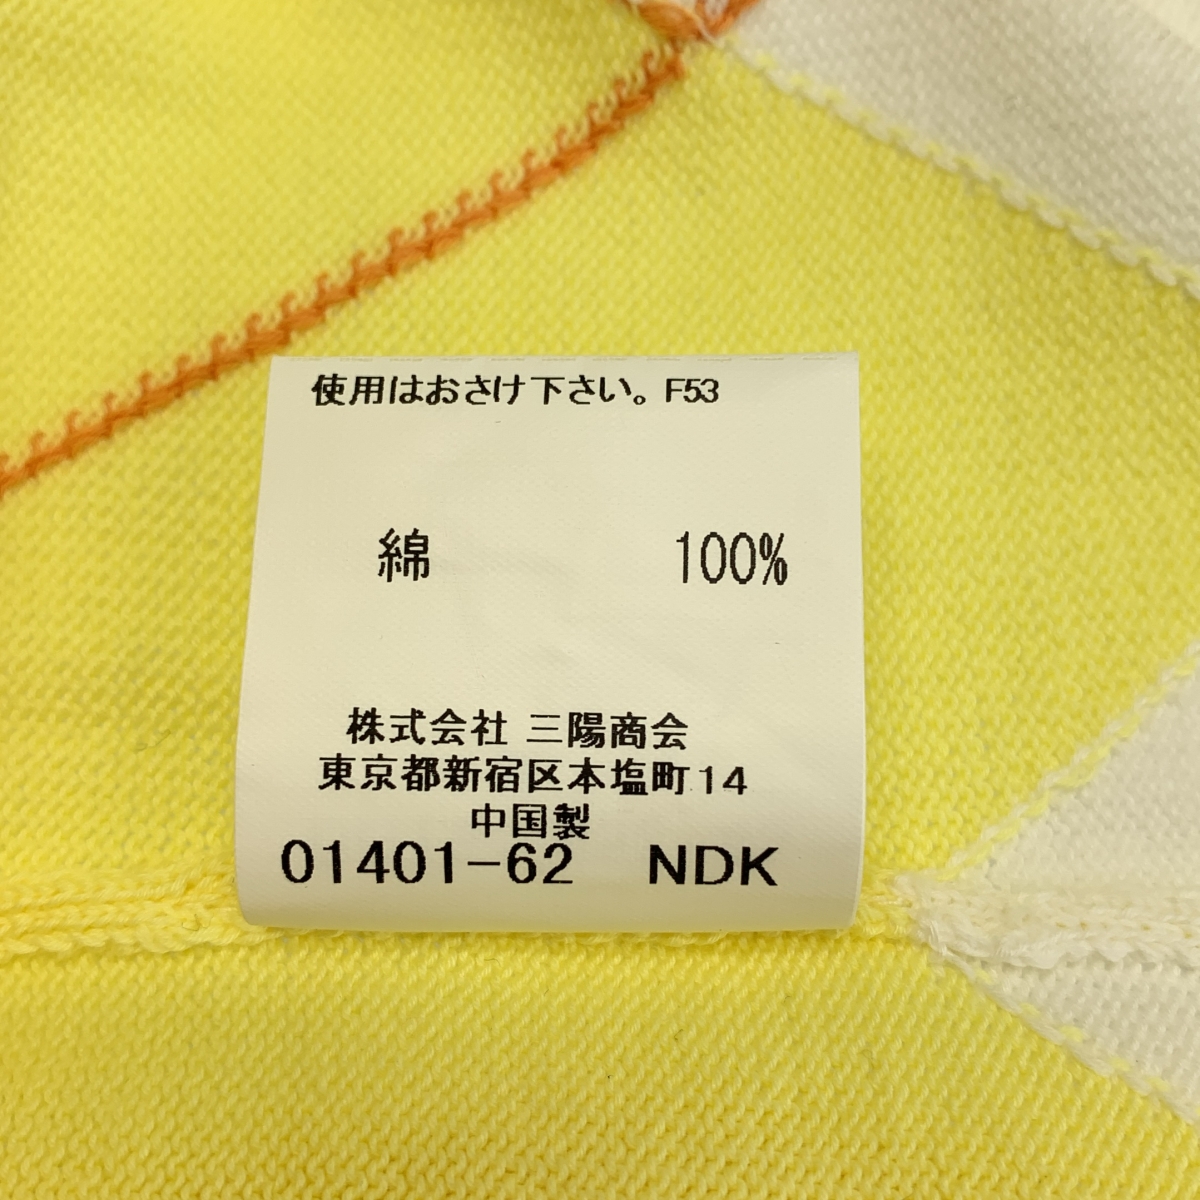 使用はおさけ下さい。F53
綿 100%
株式会社 三陽商会
東京都新宿区本塩町14
中国製
01401-62 NDK